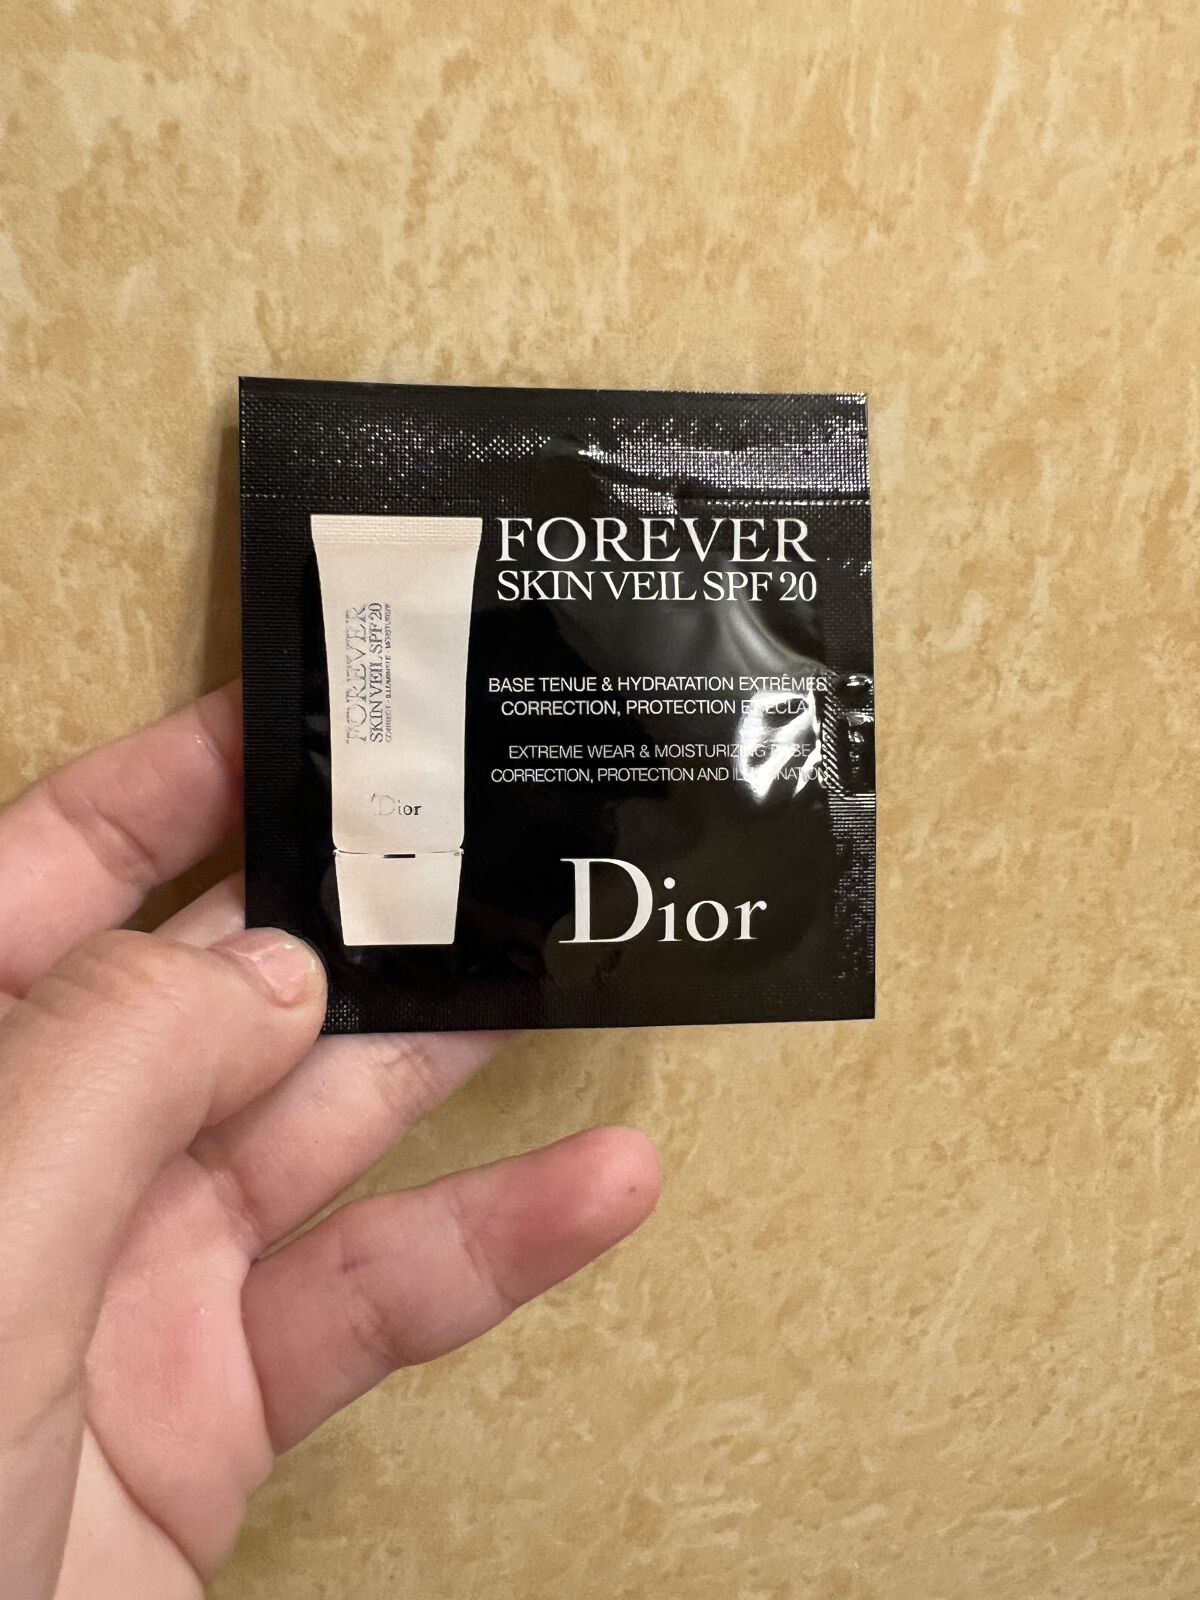 FOREVER
SKIN VEIL SPF 20
BASE TENUE & HYDRATATION EXTRÊMES
CORRECTION, PROTECTION
EXTREME WEAR & MOISTURIZING BASE
CORRECTION, PROTECTION AND
Dior
FOREVER
SKIN VEIL SPF 20
Dior